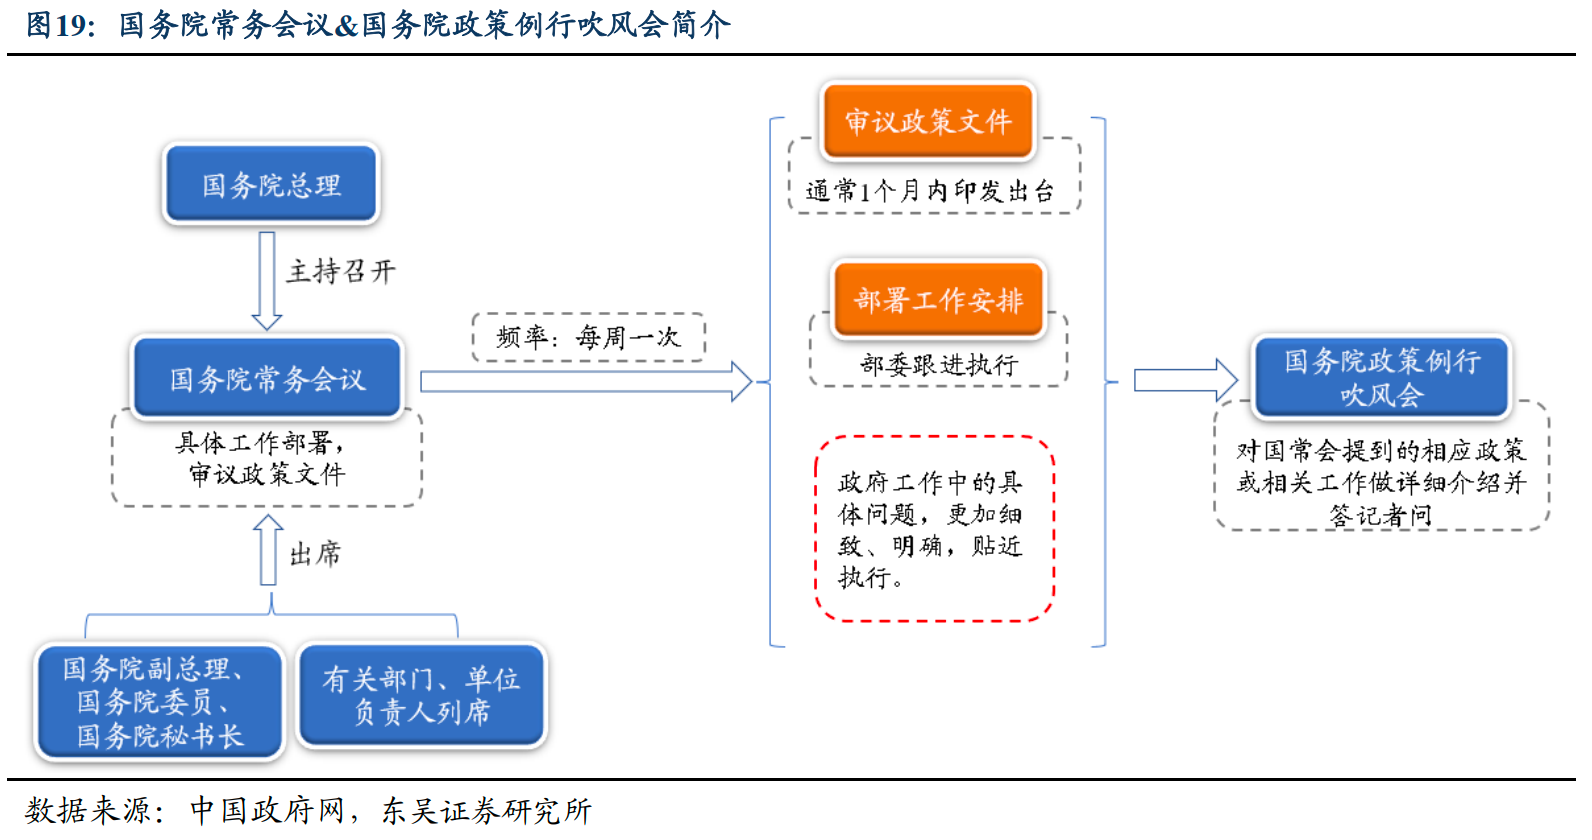 图19：国务院常务会议&国务院政策例行吹风会简介
国务院总理
主持召开
国务院常务会议
具体工作部署，
审议政策文件
出席
国务院副总理、
国务院委员、
国务院秘书长
有关部门、单位
负责人列席
频率：每周一次
审议政策文件
通常1个月内印发出台
部署工作安排
部委跟进执行
政府工作中的具
体问题，更加细
致、明确，贴近
执行。
国务院政策例行
吹风会
对国常会提到的相应政策
或相关工作做详细介绍并
答记者问
数据来源：中国政府网，东吴证券研究所